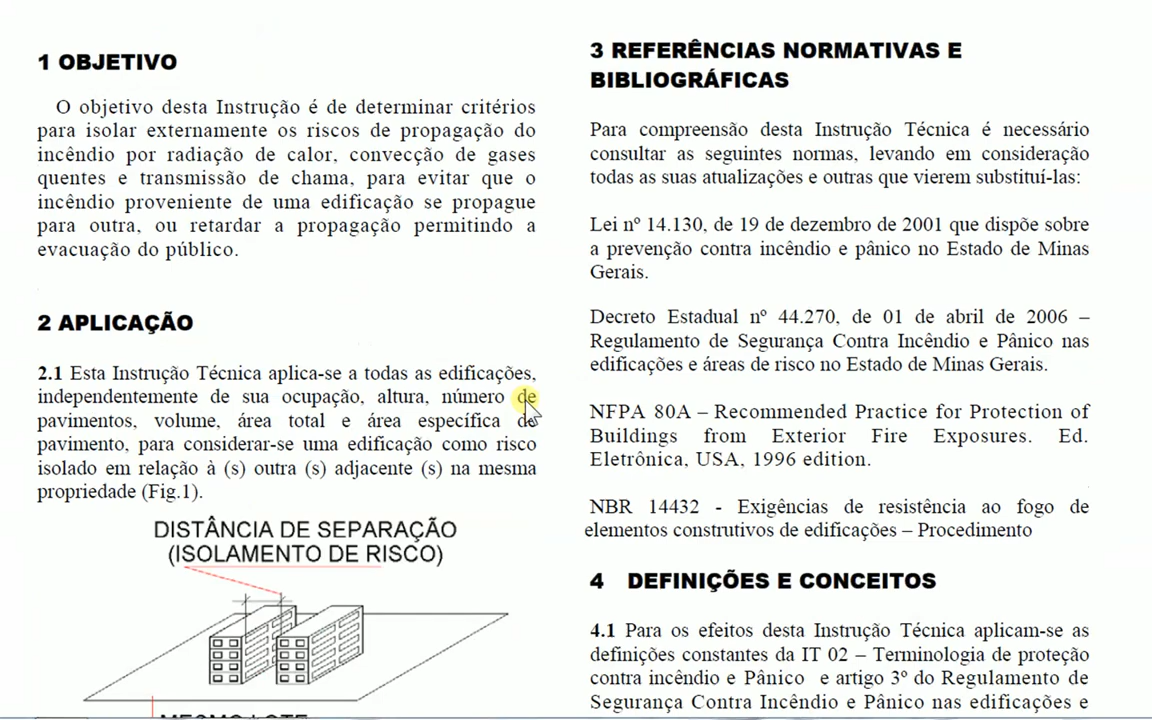 1 OBJETIVO
O objetivo desta Instrução é de determinar critérios
para isolar externamente os riscos de propagação do
incêndio por radiação de calor, convecção de gases
quentes e transmissão de chama, para evitar que o
incêndio proveniente de uma edificação se propague
para outra, ou retardar a propagação permitindo a
evacuação do público.
2 APLICAÇÃO
2.1 Esta Instrução Técnica aplica-se a todas as edificações,
independentemente de sua ocupação, altura, número de
pavimentos, volume, área total e área específica de
pavimento, para considerar-se uma edificação como risco
isolado em relação à (s) outra (s) adjacente (s) na mesma
propriedade (Fig.1).
DISTÂNCIA DE SEPARAÇÃO
(ISOLAMENTO DE RISCO)
MESMO LOTE
3 REFERÊNCIAS NORMATIVAS E
BIBLIOGRÁFICAS
Para compreensão desta Instrução Técnica é necessário
consultar as seguintes normas, levando em consideração
todas as suas atualizações e outras que vierem substituí-las:
Lei nº 14.130, de 19 de dezembro de 2001 que dispõe sobre
a prevenção contra incêndio e pânico no Estado de Minas
Gerais.
Decreto Estadual nº 44.270, de 01 de abril de 2006 –
Regulamento de Segurança Contra Incêndio e Pânico nas
edificações e áreas de risco no Estado de Minas Gerais.
NFPA 80A – Recommended Practice for Protection of
Buildings from Exterior Fire Exposures. Ed.
Eletrônica, USA, 1996 edition.
NBR 14432 - Exigências de resistência ao fogo de
elementos construtivos de edificações – Procedimento
4 DEFINIÇÕES E CONCEITOS
4.1 Para os efeitos desta Instrução Técnica aplicam-se as
definições constantes da IT 02 – Terminologia de proteção
contra incêndio e Pânico e artigo 3º do Regulamento de
Segurança Contra Incêndio e Pânico nas edificações e